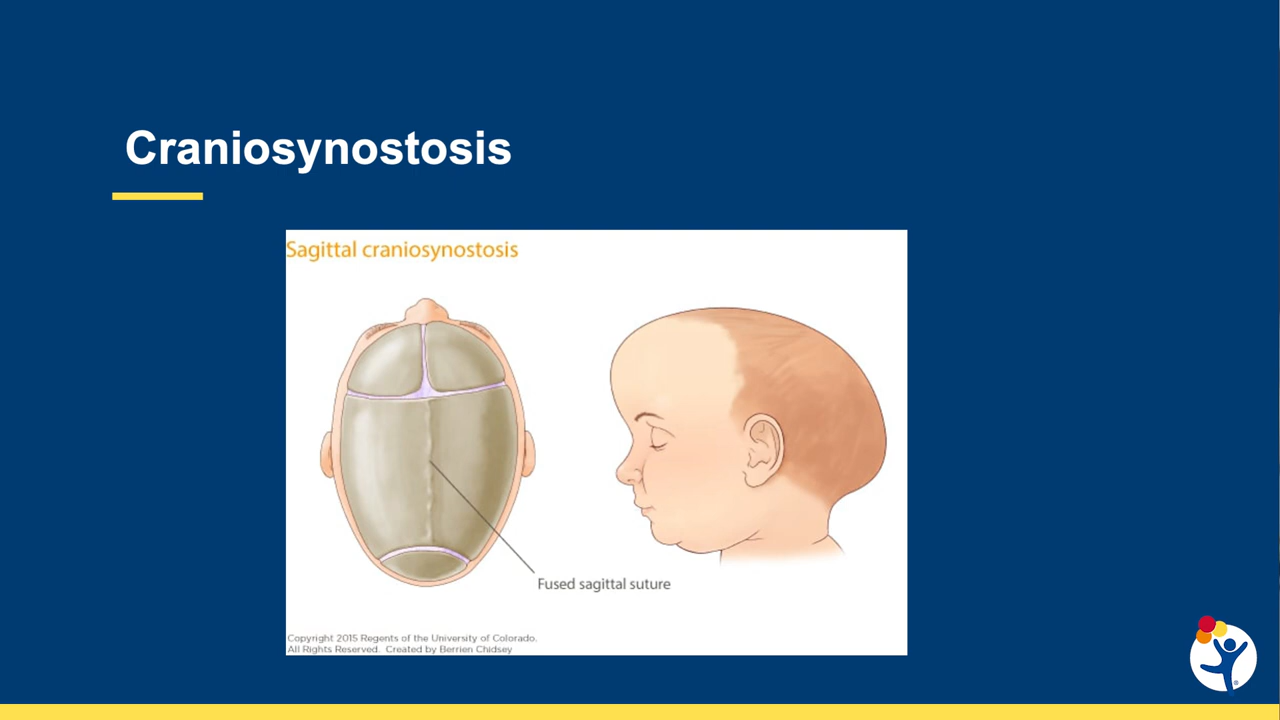 Craniosynostosis
Sagittal craniosynostosis
Fused sagittal suture
Copyright 2015 Regents of the University of Colorado.
All Rights Reserved. Created by Berrien Chidsey
®